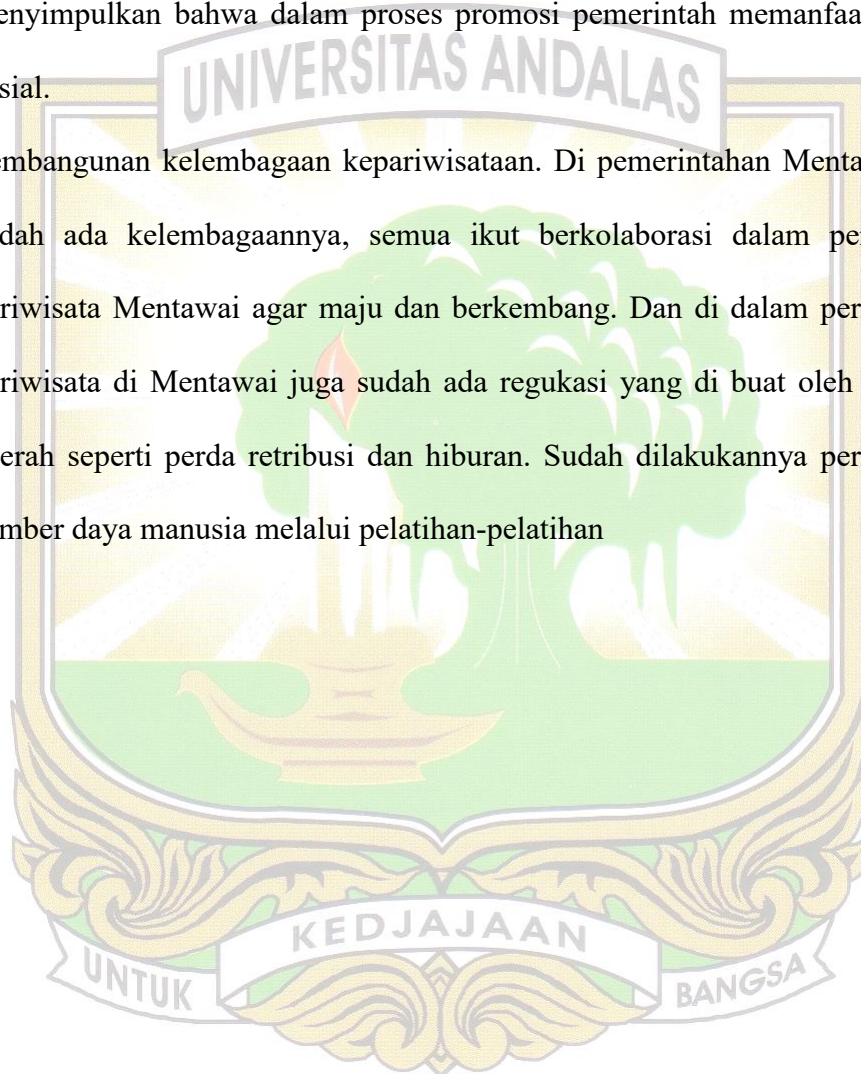 enyimpulkan bahwa dalam proses promosi pemerintah memanfaa
sial.
embangunan kelembagaan kepariwisataan. Di pemerintahan Menta
dah ada kelembagaannya, semua ikut berkolaborasi dalam pe
riwisata Mentawai agar maju dan berkembang. Dan di dalam per
riwisata di Mentawai juga sudah ada regukasi yang di buat oleh
erah seperti perda retribusi dan hiburan. Sudah dilakukannya per
mber daya manusia melalui pelatihan-pelatihan
UNIVERSITAS ANDALAS
UNTUK KEDJAJAAN BANGSA